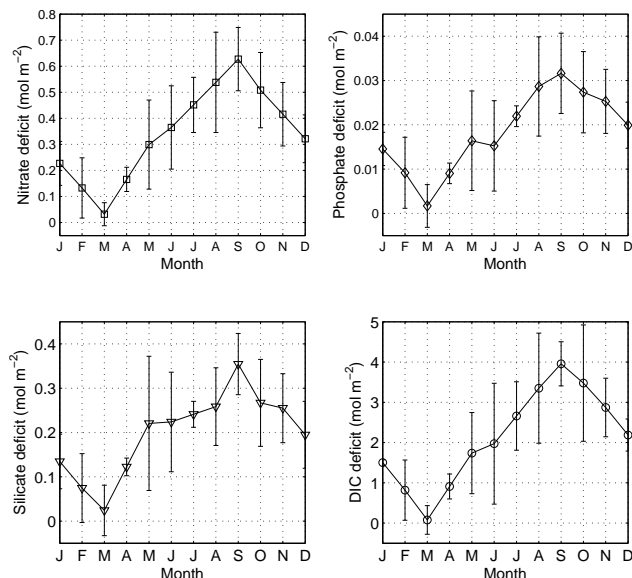 Nitrate deficit (mol m−2)
0.8
0.7
0.6
0.5
0.4
0.3
0.2
0.1
0
J F M A M J J A S O N D
Month
Phosphate deficit (mol m−2)
0.04
0.03
0.02
0.01
0
J F M A M J J A S O N D
Month
Silicate deficit (mol m−2)
0.4
0.3
0.2
0.1
0
J F M A M J J A S O N D
Month
DIC deficit (mol m−2)
5
4
3
2
1
0
J F M A M J J A S O N D
Month